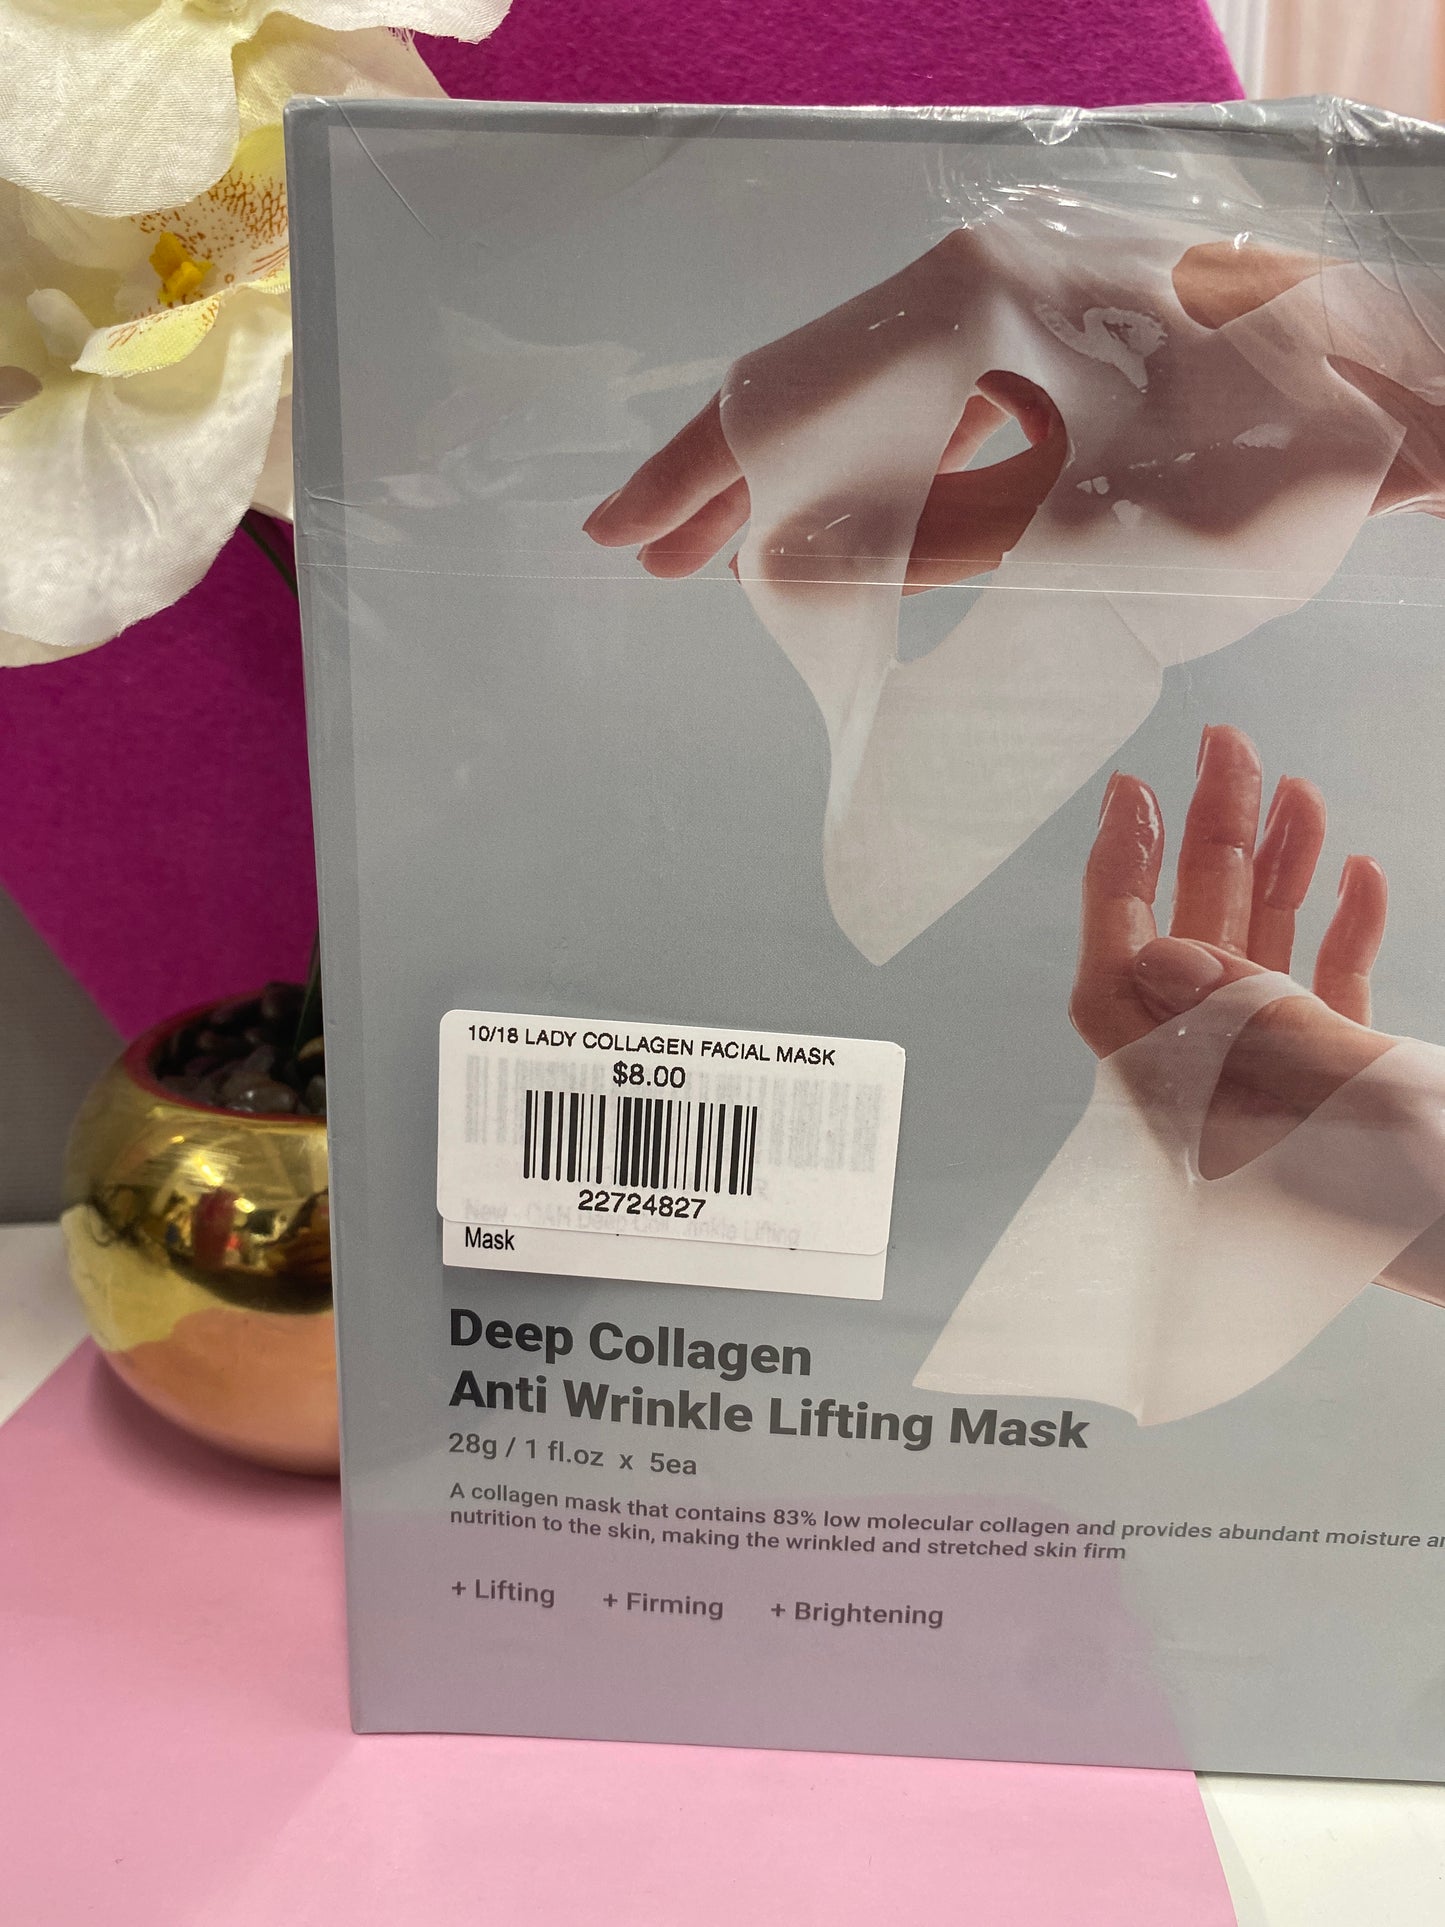 10/18 LADY COLLAGEN FACIAL MASK
$8.00
22724827
Mask
Deep Collagen
Anti Wrinkle Lifting Mask
28g / 1 fl.oz x 5ea
A collagen mask that contains 83% low molecular collagen and provides abundant moisture
nutrition to the skin, making the wrinkled and stretched skin firm
+ Lifting + Firming + Brightening